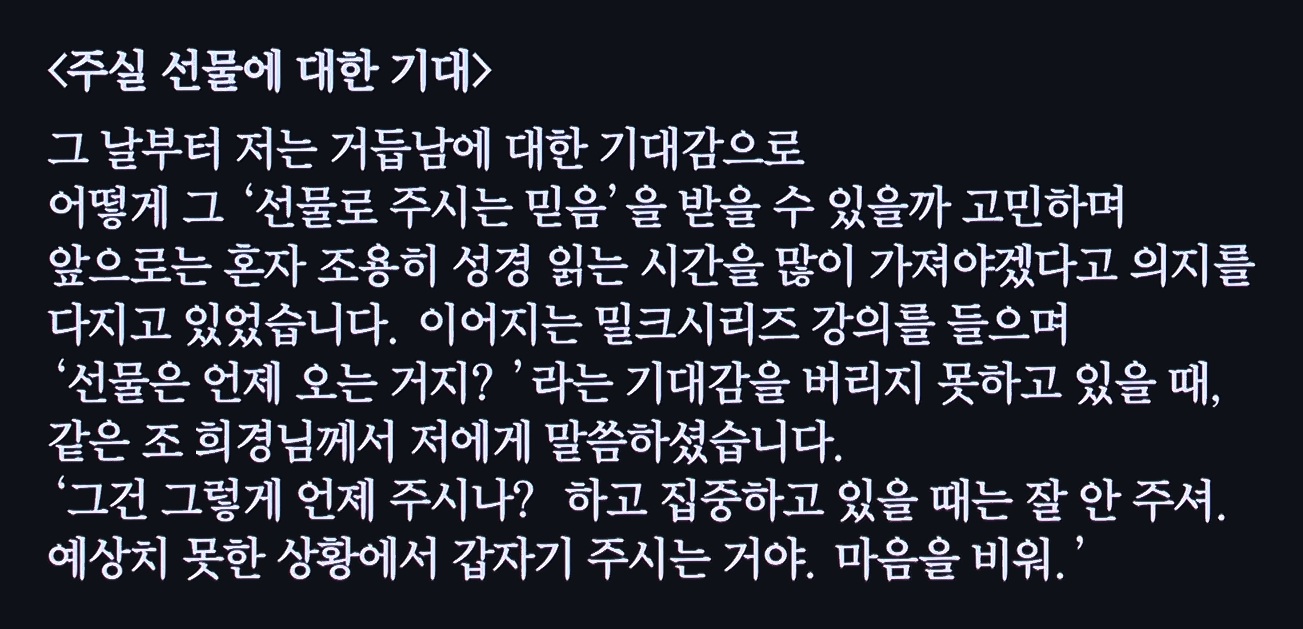 <주실 선물에 대한 기대>
그 날부터 저는 거듭남에 대한 기대감으로
어떻게 그 ‘선물로 주시는 믿음’을 받을 수 있을까 고민하며
앞으로는 혼자 조용히 성경 읽는 시간을 많이 가져야겠다고 의지를
다지고 있었습니다. 이어지는 밀크시리즈 강의를 들으며
‘선물은 언제 오는 거지? ’라는 기대감을 버리지 못하고 있을 때,
같은 조 희경님께서 저에게 말씀하셨습니다.
‘그건 그렇게 언제 주시나? 하고 집중하고 있을 때는 잘 안 주셔.
예상치 못한 상황에서 갑자기 주시는 거야. 마음을 비워. ’